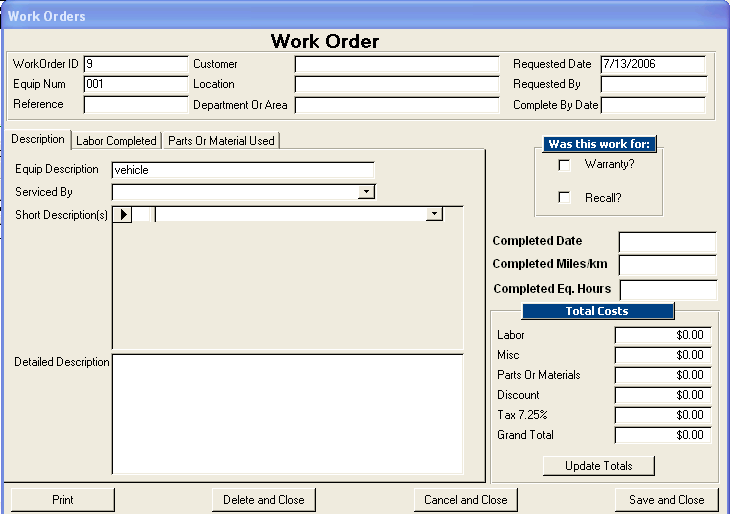 Work Orders
Work Order
WorkOrder ID 9 Customer Requested Date 7/13/2006
Equip Num 001 Location Requested By
Reference Department Or Area Complete By Date
Description Labor Completed Parts Or Material Used
Equip Description vehicle
Serviced By
Short Description(s)
Detailed Description
Was this work for:
Warranty?
Recall?
Completed Date
Completed Miles/km
Completed Eq. Hours
Total Costs
Labor $0.00
Misc $0.00
Parts Or Materials $0.00
Discount $0.00
Tax 7.25% $0.00
Grand Total $0.00
Update Totals
Print Delete and Close Cancel and Close Save and Close